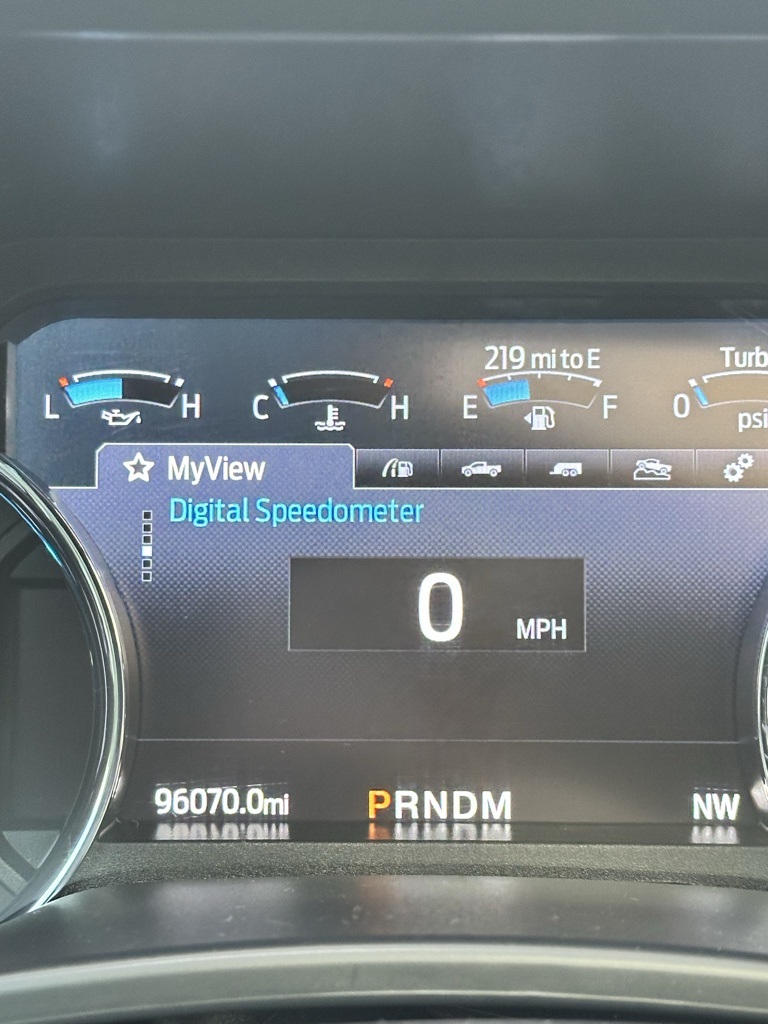 219 mi to E
Turb
L H
C H
E F
0
psi
MyView
Digital Speedometer
0 MPH
96070.0mi
PRNDM
NW